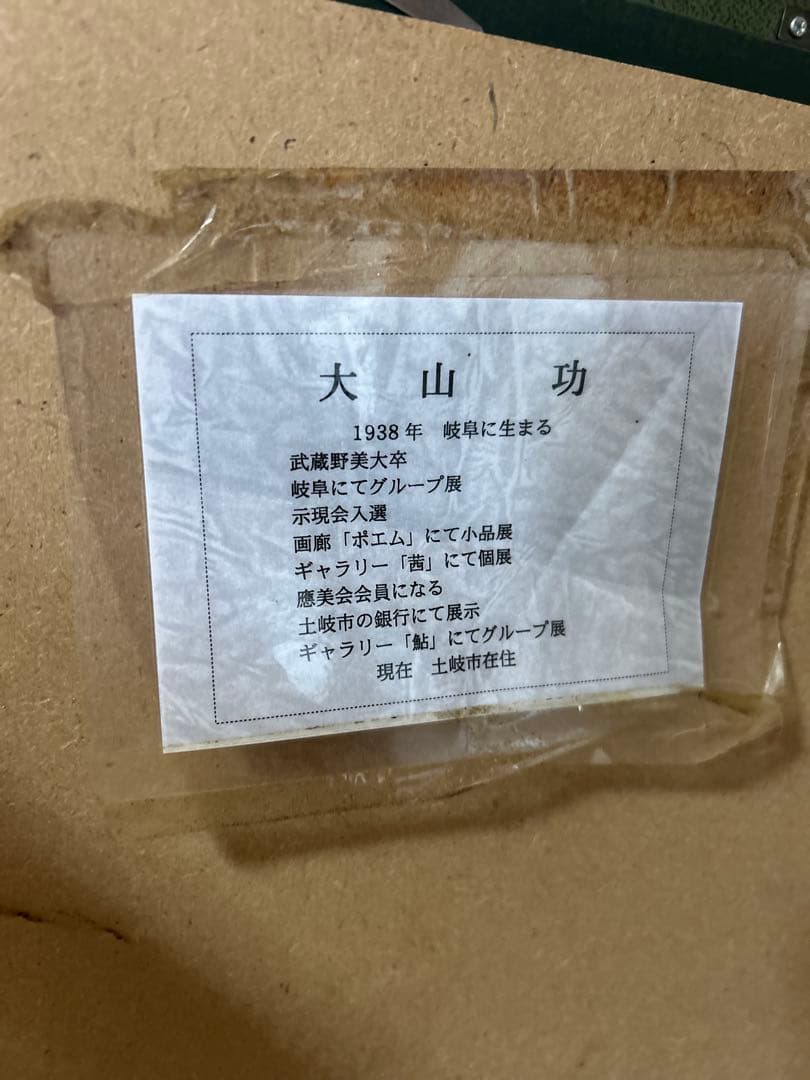 大 山 功
1938年 岐阜に生まる
武蔵野美大卒
岐阜にてグループ展
示現会入選
画廊「ポエム」にて小品展
ギャラリー「茜」にて個展
應美会会員になる
土岐市の銀行にて展示
ギャラリー「鮎」にてグループ展
現在 土岐市在住